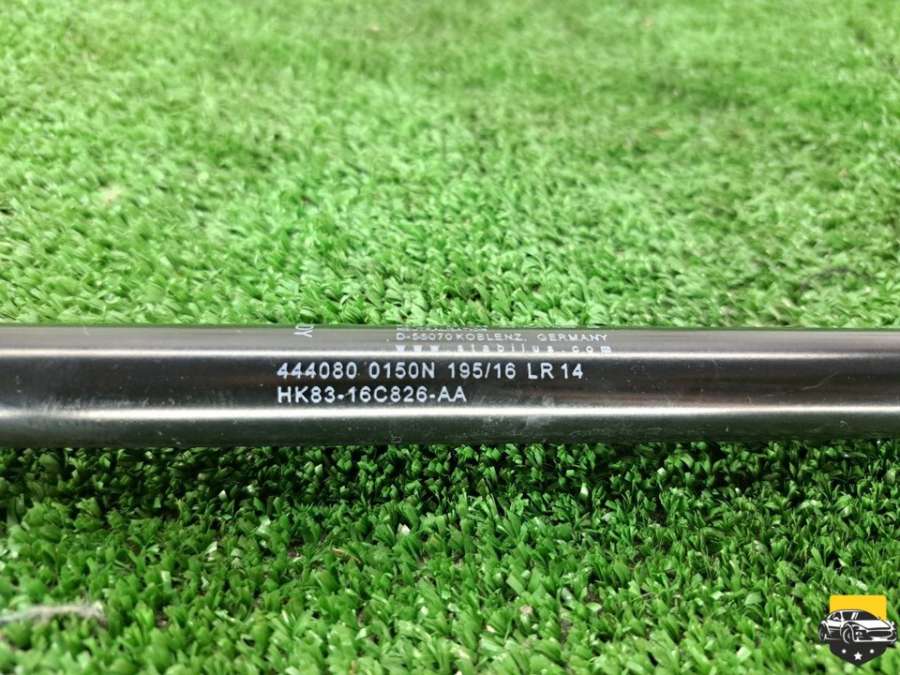 D-56070 KOBLENZ, GERMANY
www.stabilus.com
444080 0150N 195/16 LR 14
HK83-16C826-AA